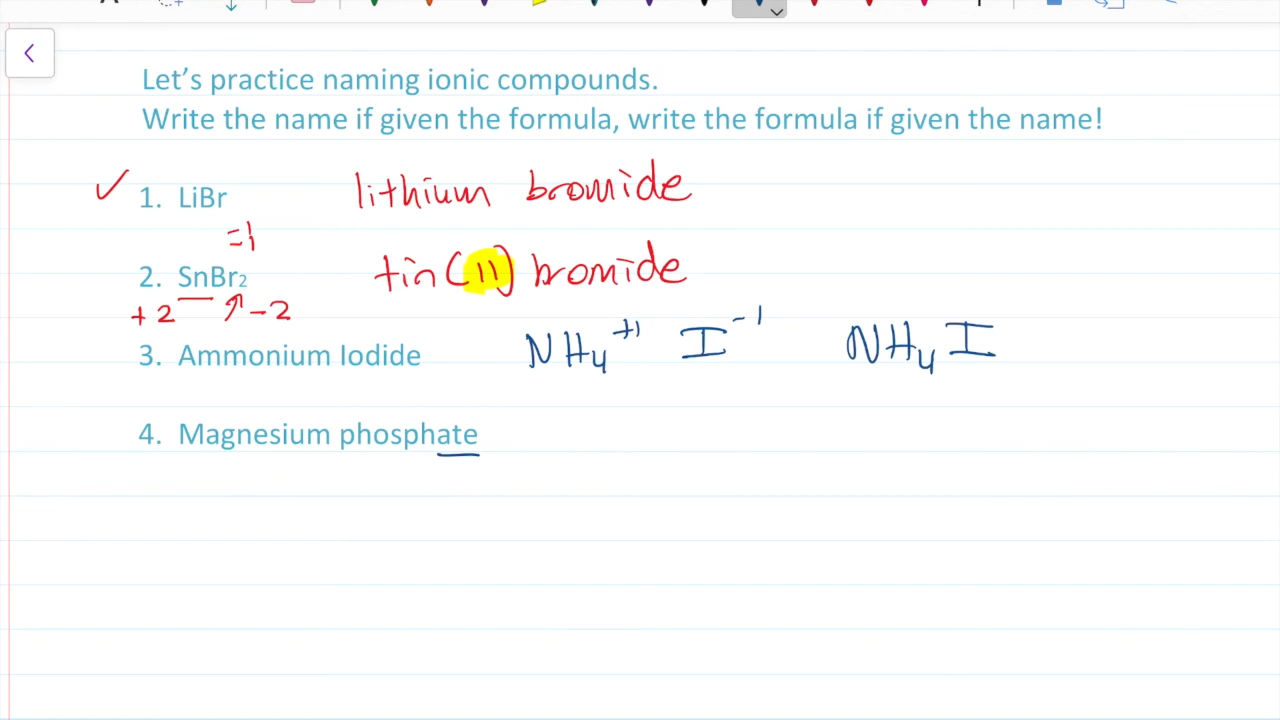 Let's practice naming ionic compounds.
Write the name if given the formula, write the formula if given the name!
1. LiBr lithium bromide
=1
2. SnBr₂ tin(II) bromide
+2 -2
3. Ammonium Iodide NH₄⁺¹ I⁻¹ NH₄I
4. Magnesium phosphate